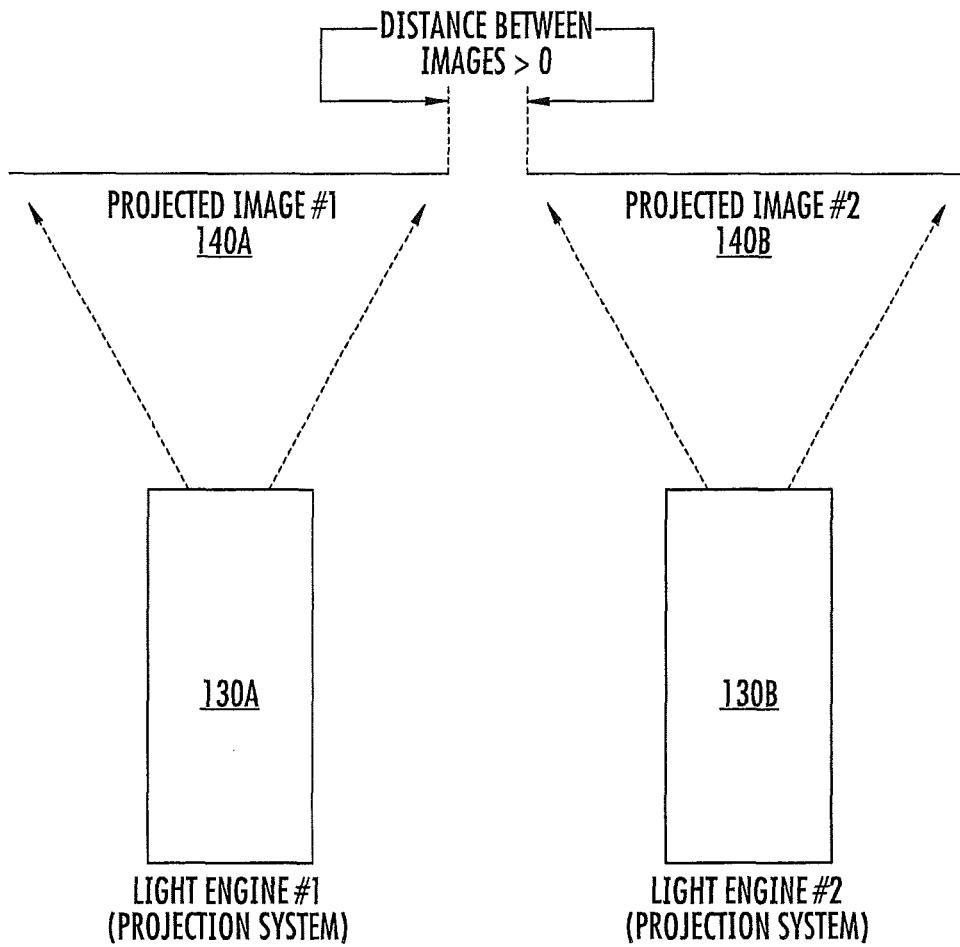 DISTANCE BETWEEN
IMAGES > 0
PROJECTED IMAGE #1
140A
PROJECTED IMAGE #2
140B
130A
130B
LIGHT ENGINE #1
(PROJECTION SYSTEM)
LIGHT ENGINE #2
(PROJECTION SYSTEM)